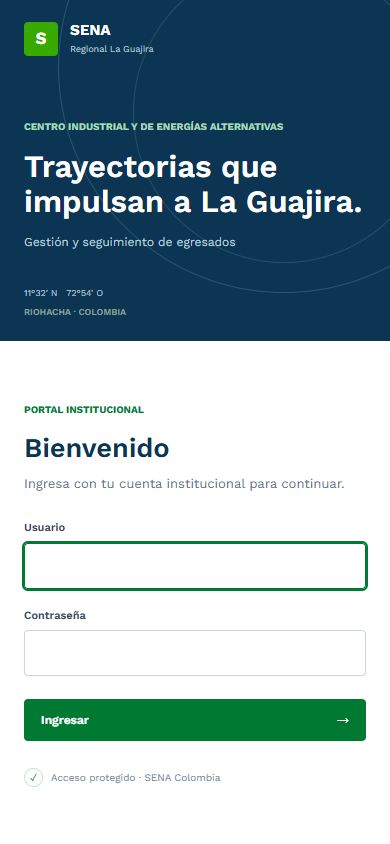 S
SENA
Regional La Guajira
CENTRO INDUSTRIAL Y DE ENERGÍAS ALTERNATIVAS
Trayectorias que
impulsan a La Guajira.
Gestión y seguimiento de egresados
11°32' N 72°54' O
RIOHACHA · COLOMBIA
PORTAL INSTITUCIONAL
Bienvenido
Ingresa con tu cuenta institucional para continuar.
Usuario
Contraseña
Ingresar →
✓ Acceso protegido · SENA Colombia